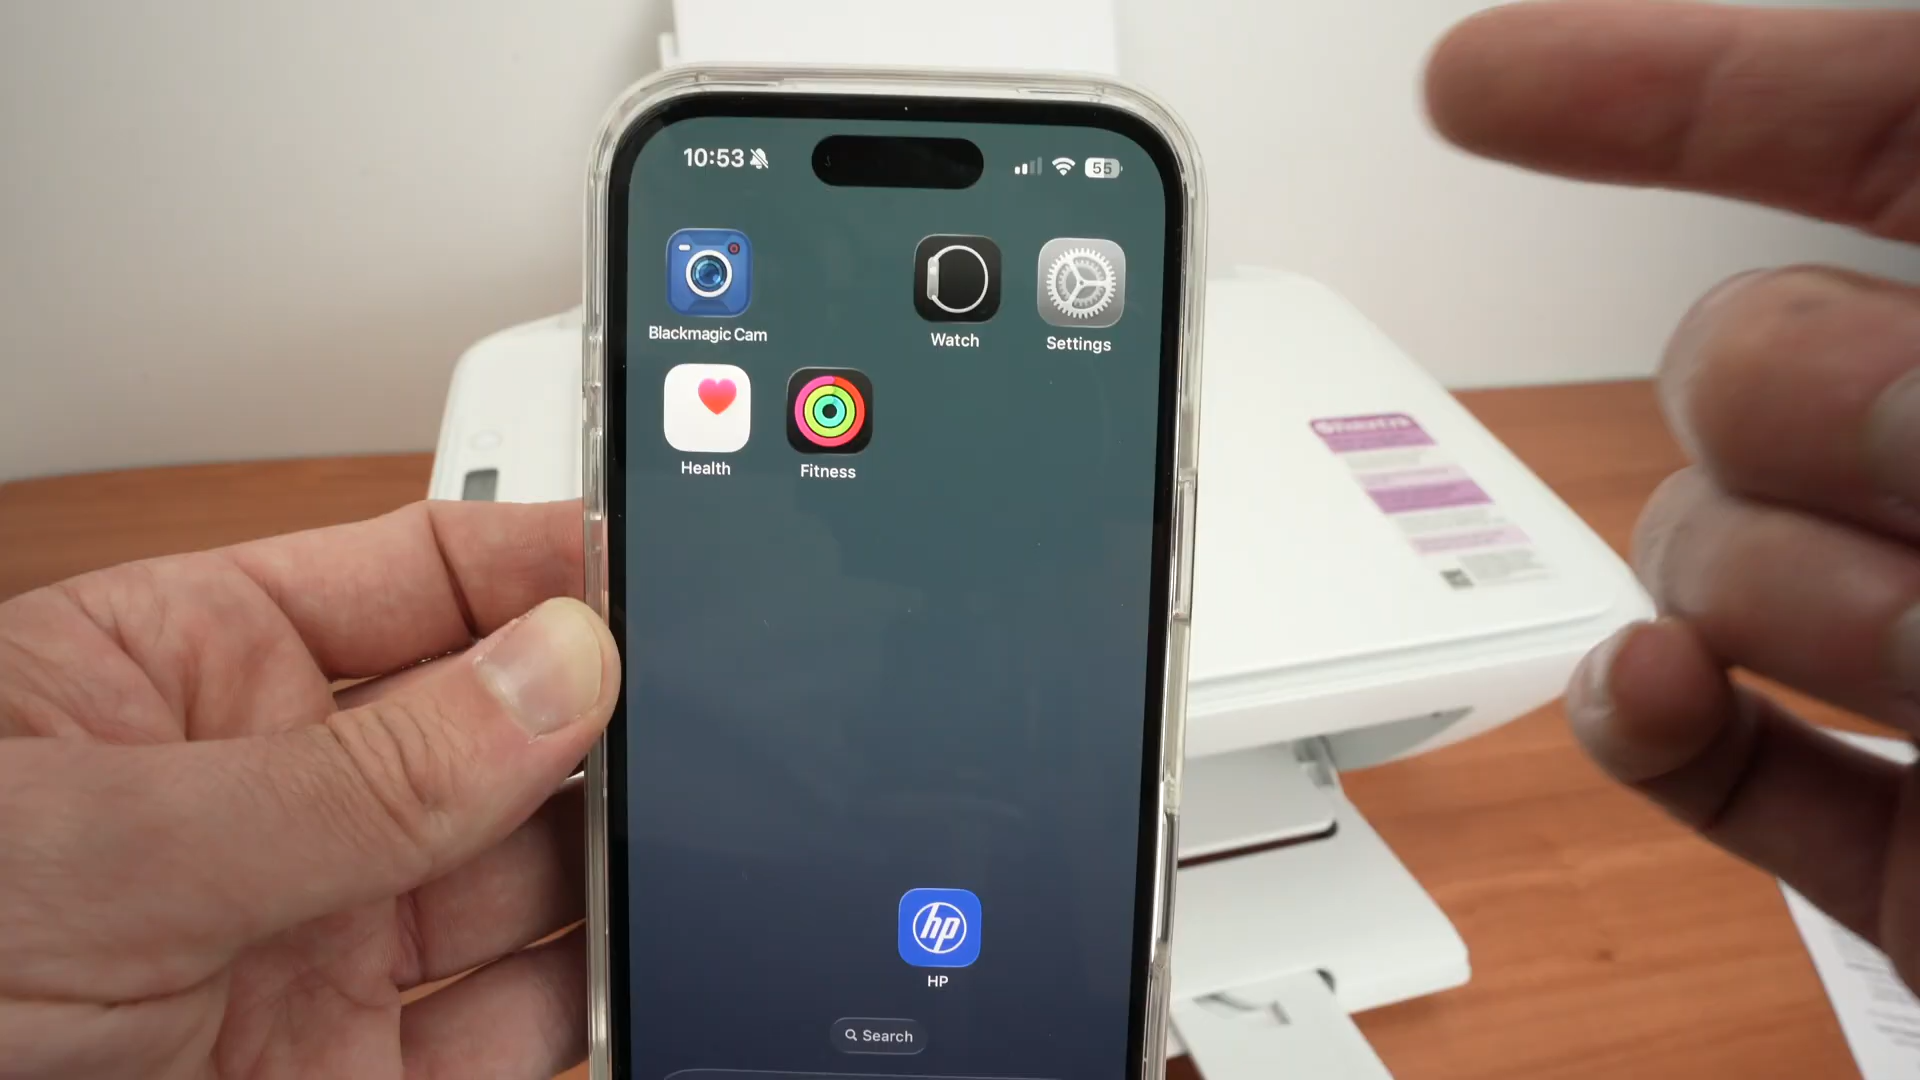 10:53
55
Blackmagic Cam
Watch
Settings
Health
Fitness
hp
HP
Search